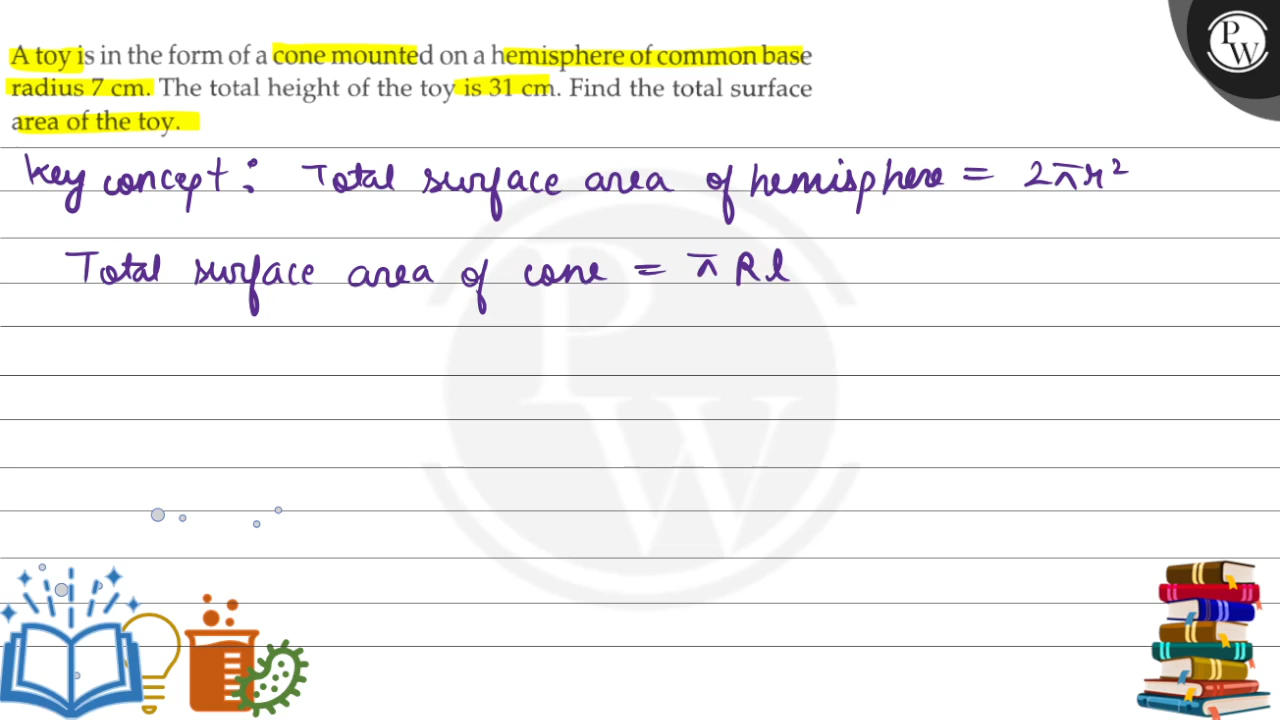 A toy is in the form of a cone mounted on a hemisphere of common base
radius 7 cm. The total height of the toy is 31 cm. Find the total surface
area of the toy.
Key concept: Total surface area of hemisphere = 2πr²
Total surface area of cone = πRl
PW
PW